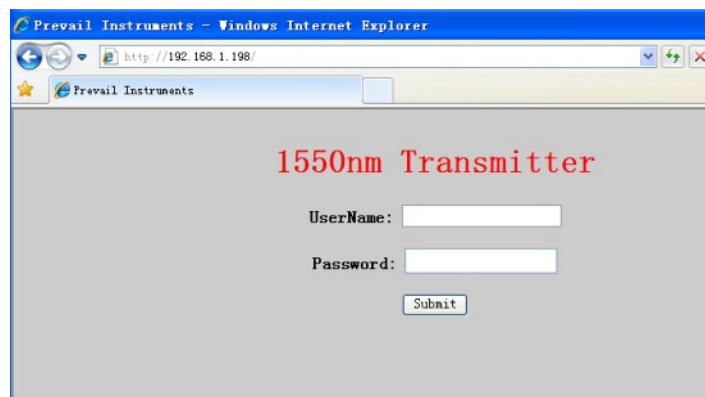 Prevail Instruments - Windows Internet Explorer
http://192.168.1.198/
Prevail Instruments
1550nm Transmitter
UserName:
Password:
Submit